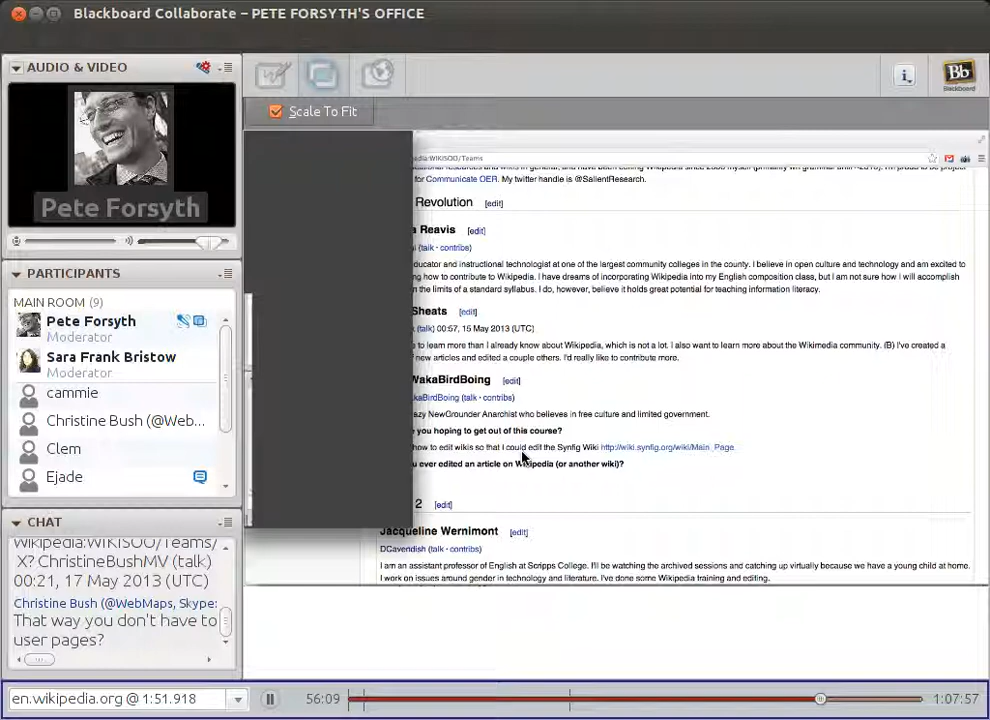 Blackboard Collaborate – PETE FORSYTH'S OFFICE
AUDIO & VIDEO
Pete Forsyth
PARTICIPANTS
MAIN ROOM (9)
Pete Forsyth
Moderator
Sara Frank Bristow
Moderator
cammie
Christine Bush (@Web...
Clem
Ejade
CHAT
Wikipedia:WIKISOO/Teams/
X? ChristineBushMV (talk)
00:21, 17 May 2013 (UTC)
Christine Bush (@WebMaps, Skype:
That way you don't have to
user pages?
Scale To Fit
Bb
Blackboard
pedia:WIKISOO/Teams
for Communicate OER. My twitter handle is @SalientResearch.
Revolution [edit]
a Reavis [edit]
(talk · contribs)
ducator and instructional technologist at one of the largest community colleges in the county. I believe in open culture and technology and am excited to
ng how to contribute to Wikipedia. I have dreams of incorporating Wikipedia into my English composition class, but I am not sure how I will accomplish
n the limits of a standard syllabus. I do, however, believe it holds great potential for teaching information literacy.
Sheats [edit]
(talk) 00:57, 15 May 2013 (UTC)
e to learn more than I already know about Wikipedia, which is not a lot. I also want to learn more about the Wikimedia community. (B) I've created a
f new articles and edited a couple others. I'd really like to contribute more.
WakaBirdBoing [edit]
kaBirdBoing (talk · contribs)
azy NewGrounder Anarchist who believes in free culture and limited government.
e you hoping to get out of this course?
how to edit wikis so that I could edit the Synfig Wiki http://wiki.synfig.org/wiki/Main_Page.
u ever edited an article on Wikipedia (or another wiki)?
2 [edit]
Jacqueline Wernimont [edit]
DCavendish (talk · contribs)
I am an assistant professor of English at Scripps College. I'll be watching the archived sessions and catching up virtually because we have a young child at home.
I work on issues around gender in technology and literature. I've done some Wikipedia training and editing.
en.wikipedia.org @ 1:51.918
56:09
1:07:57